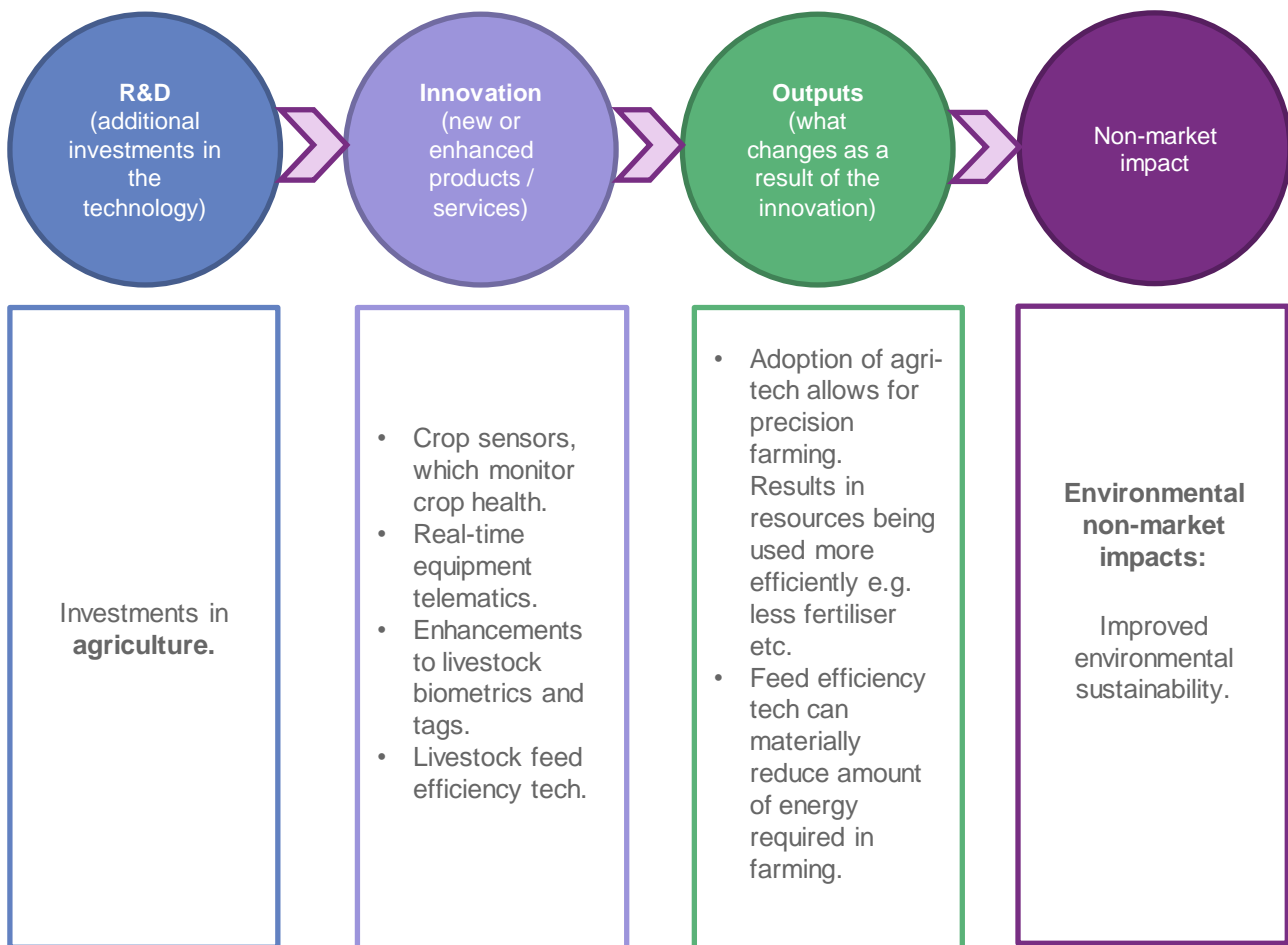 R&D
(additional
investments in
the
technology)
Innovation
(new or
enhanced
products /
services)
Outputs
(what
changes as a
result of the
innovation)
Non-market
impact
Investments in
agriculture.
• Crop sensors,
which monitor
crop health.
• Real-time
equipment
telematics.
• Enhancements
to livestock
biometrics and
tags.
• Livestock feed
efficiency tech.
• Adoption of agri-
tech allows for
precision
farming.
Results in
resources being
used more
efficiently e.g.
less fertiliser
etc.
• Feed efficiency
tech can
materially
reduce amount
of energy
required in
farming.
Environmental
non-market
impacts:
Improved
environmental
sustainability.